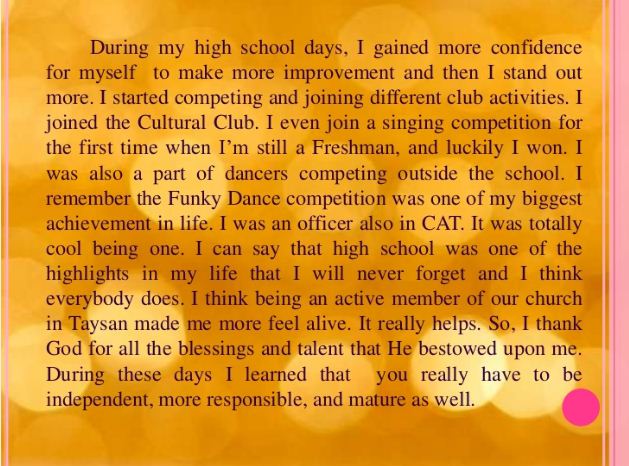 During my high school days, I gained more confidence
for myself to make more improvement and then I stand out
more. I started competing and joining different club activities. I
joined the Cultural Club. I even join a singing competition for
the first time when I’m still a Freshman, and luckily I won. I
was also a part of dancers competing outside the school. I
remember the Funky Dance competition was one of my biggest
achievement in life. I was an officer also in CAT. It was totally
cool being one. I can say that high school was one of the
highlights in my life that I will never forget and I think
everybody does. I think being an active member of our church
in Taysan made me more feel alive. It really helps. So, I thank
God for all the blessings and talent that He bestowed upon me.
During these days I learned that you really have to be
independent, more responsible, and mature as well.